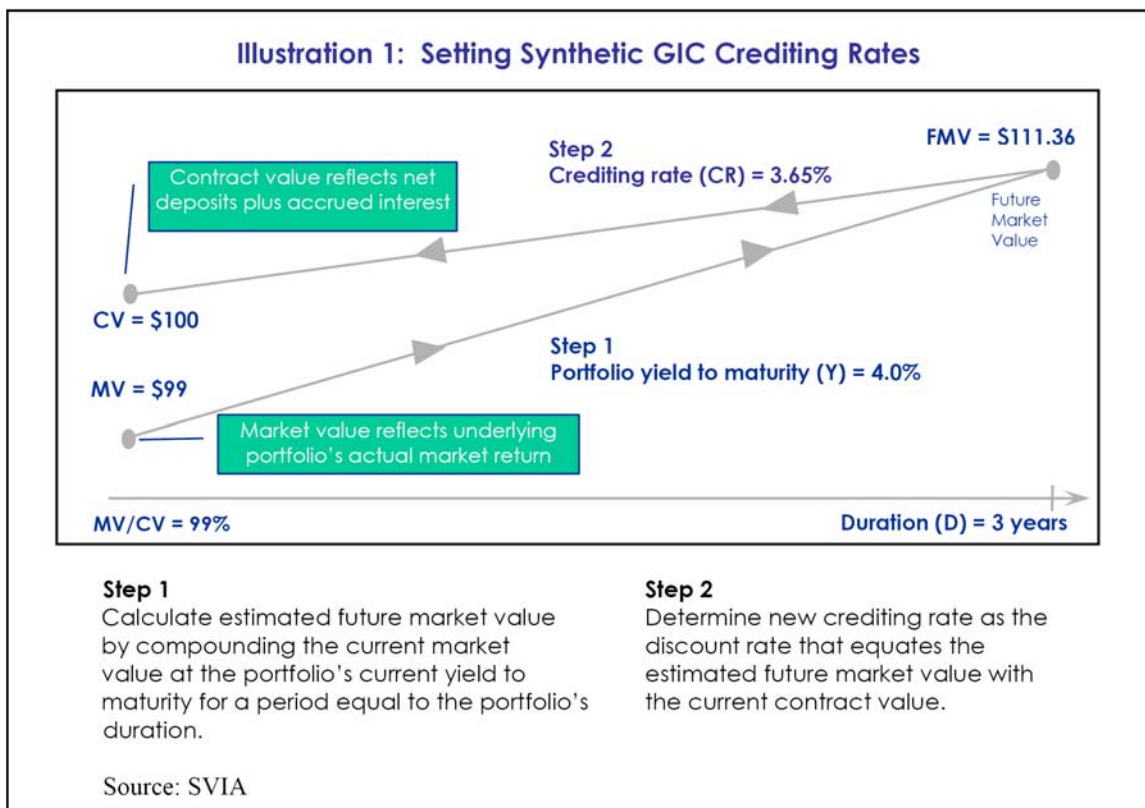 Illustration 1: Setting Synthetic GIC Crediting Rates
Contract value reflects net
deposits plus accrued interest
Step 2
Crediting rate (CR) = 3.65%
FMV = $111.36
Future
Market
Value
CV = $100
MV = $99
Step 1
Portfolio yield to maturity (Y) = 4.0%
Market value reflects underlying
portfolio's actual market return
MV/CV = 99%
Duration (D) = 3 years
Step 1
Calculate estimated future market value
by compounding the current market
value at the portfolio's current yield to
maturity for a period equal to the portfolio's
duration.
Step 2
Determine new crediting rate as the
discount rate that equates the
estimated future market value with
the current contract value.
Source: SVIA